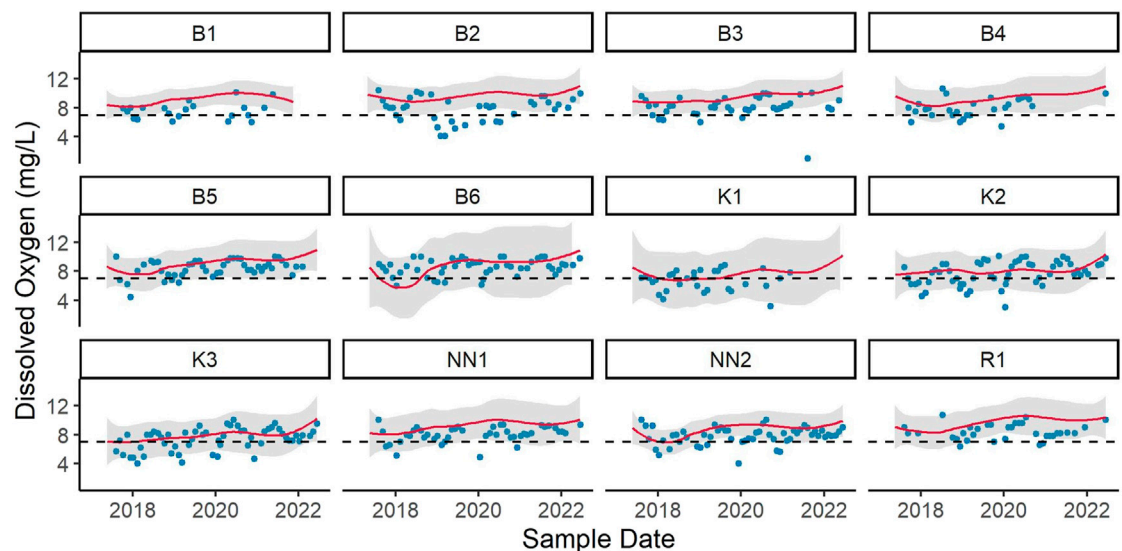 B1 B2 B3 B4
12
8
4
B5 B6 K1 K2
12
8
4
K3 NN1 NN2 R1
12
8
4
2018 2020 2022 2018 2020 2022 2018 2020 2022 2018 2020 2022
Sample Date
Dissolved Oxygen (mg/L)